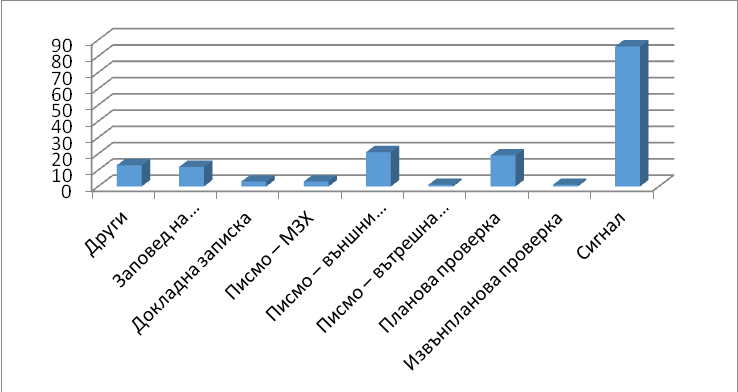 90
80
70
60
50
40
30
20
10
0
Други
Заповед на...
Докладна записка
Писмо – МЗХ
Писмо – външни...
Писмо – вътрешна...
Планова проверка
Извънпланова проверка
Сигнал